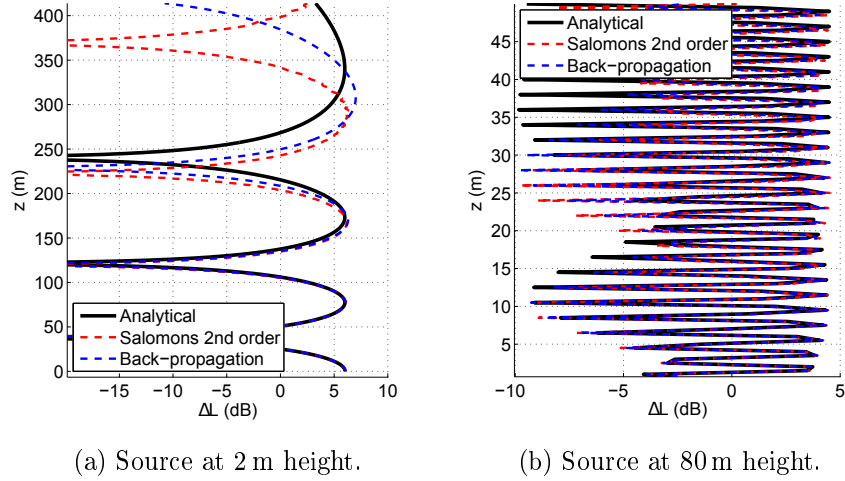 400
350
300
250
200
150
100
50
0
z (m)
Analytical
Salomons 2nd order
Back−propagation
−15 −10 −5 0 5 10
ΔL (dB)
(a) Source at 2 m height.
45
40
35
30
25
20
15
10
5
z (m)
Analytical
Salomons 2nd order
Back−propagation
−10 −5 0 5
ΔL (dB)
(b) Source at 80 m height.